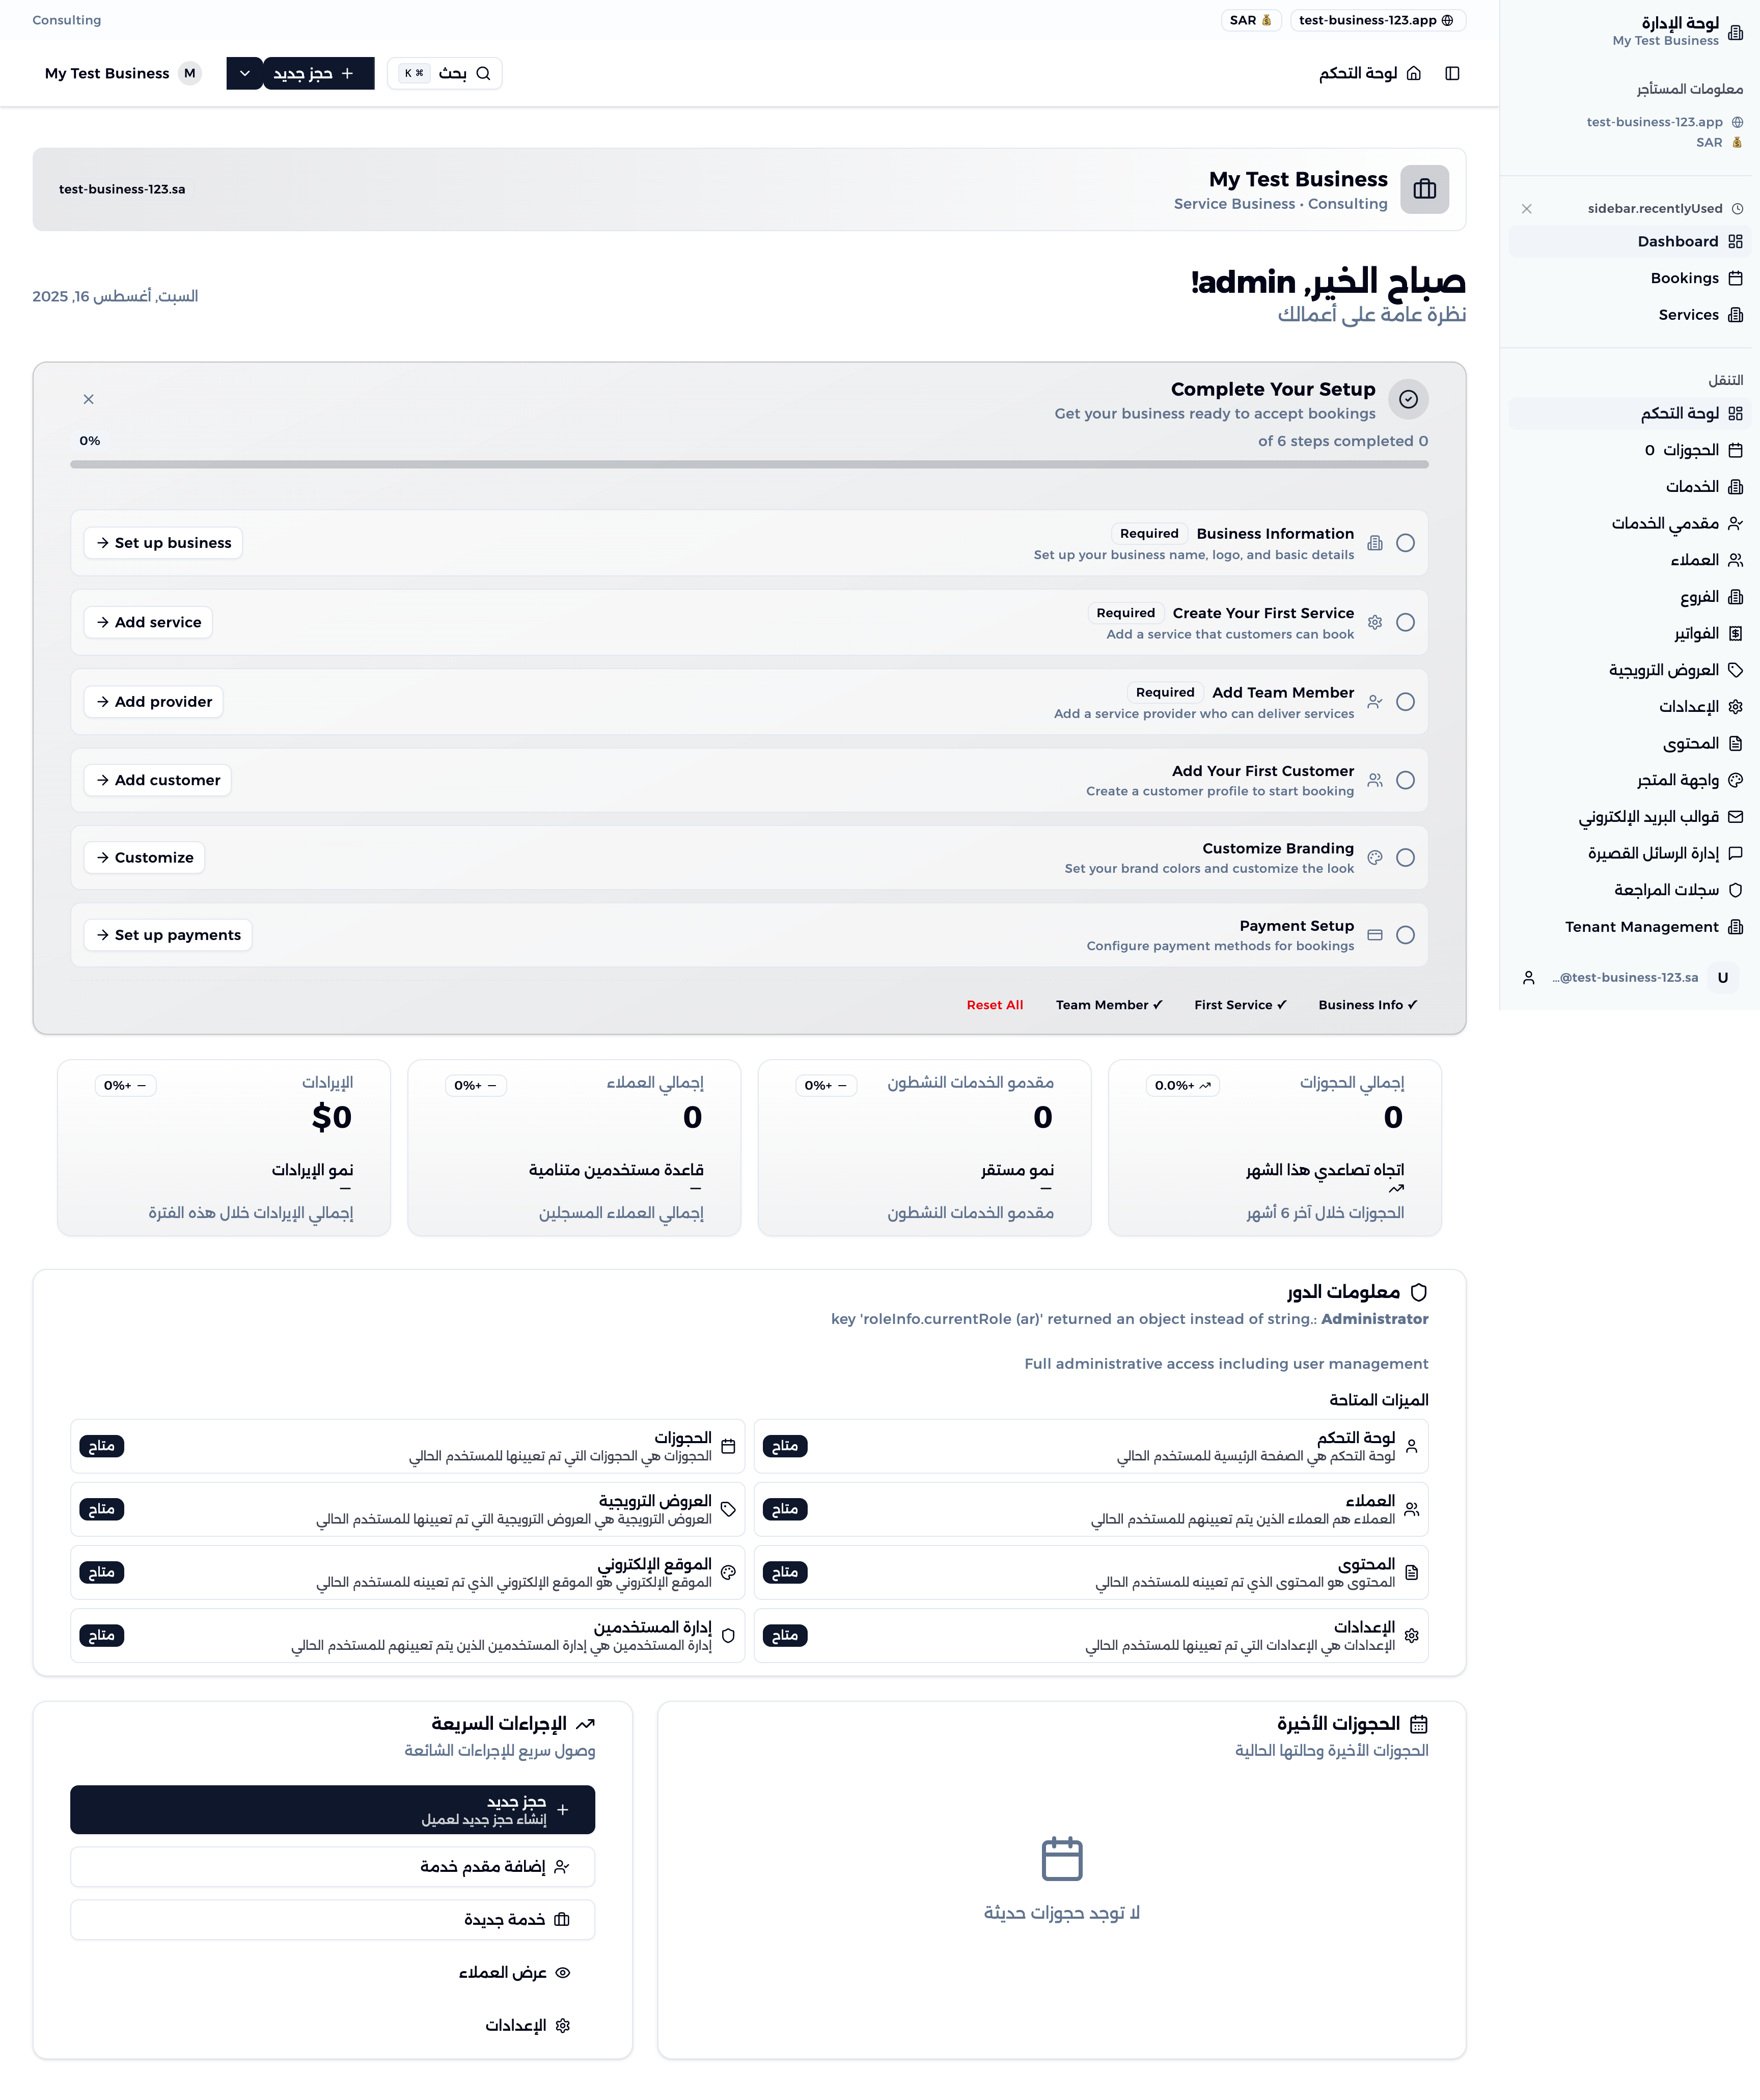 لوحة الإدارة
My Test Business
معلومات المستأجر
test-business-123.app
SAR
sidebar.recentlyUsed
Dashboard
Bookings
Services
التنقل
لوحة التحكم
الحجوزات 0
الخدمات
مقدمي الخدمات
العملاء
الفروع
الفواتير
العروض الترويجية
الإعدادات
المحتوى
واجهة المتجر
قوالب البريد الإلكتروني
إدارة الرسائل القصيرة
سجلات المراجعة
Tenant Management
U
...@test-business-123.sa
test-business-123.app
SAR
Consulting
لوحة التحكم
بحث
⌘ K
حجز جديد
M
My Test Business
My Test Business
Service Business • Consulting
test-business-123.sa
صباح الخير, admin!
السبت, أغسطس 16, 2025
نظرة عامة على أعمالك
Complete Your Setup
Get your business ready to accept bookings
of 6 steps completed 0
0%
Business Information Required
Set up your business name, logo, and basic details
Set up business
Create Your First Service Required
Add a service that customers can book
Add service
Add Team Member Required
Add a service provider who can deliver services
Add provider
Add Your First Customer
Create a customer profile to start booking
Add customer
Customize Branding
Set your brand colors and customize the look
Customize
Payment Setup
Configure payment methods for bookings
Set up payments
Business Info ✓
First Service ✓
Team Member ✓
Reset All
إجمالي الحجوزات
0.0%+
0
اتجاه تصاعدي هذا الشهر
الحجوزات خلال آخر 6 أشهر
مقدمو الخدمات النشطون
0%+
0
نمو مستقر
مقدمو الخدمات النشطون
إجمالي العملاء
0%+
0
قاعدة مستخدمين متنامية
إجمالي العملاء المسجلين
الإيرادات
0%+
$0
نمو الإيرادات
إجمالي الإيرادات خلال هذه الفترة
معلومات الدور
key 'roleInfo.currentRole (ar)' returned an object instead of string.: Administrator
Full administrative access including user management
الميزات المتاحة
لوحة التحكم
لوحة التحكم هي الصفحة الرئيسية للمستخدم الحالي
متاح
الحجوزات
الحجوزات هي الحجوزات التي تم تعيينها للمستخدم الحالي
متاح
العملاء
العملاء هم العملاء الذين يتم تعيينهم للمستخدم الحالي
متاح
العروض الترويجية
العروض الترويجية هي العروض الترويجية التي تم تعيينها للمستخدم الحالي
متاح
المحتوى
المحتوى هو المحتوى الذي تم تعيينه للمستخدم الحالي
متاح
الموقع الإلكتروني
الموقع الإلكتروني هو الموقع الإلكتروني الذي تم تعيينه للمستخدم الحالي
متاح
الإعدادات
الإعدادات هي الإعدادات التي تم تعيينها للمستخدم الحالي
متاح
إدارة المستخدمين
إدارة المستخدمين هي إدارة المستخدمين الذين يتم تعيينهم للمستخدم الحالي
متاح
الحجوزات الأخيرة
الحجوزات الأخيرة وحالتها الحالية
لا توجد حجوزات حديثة
الإجراءات السريعة
وصول سريع للإجراءات الشائعة
حجز جديد
إنشاء حجز جديد لعميل
إضافة مقدم خدمة
خدمة جديدة
عرض العملاء
الإعدادات